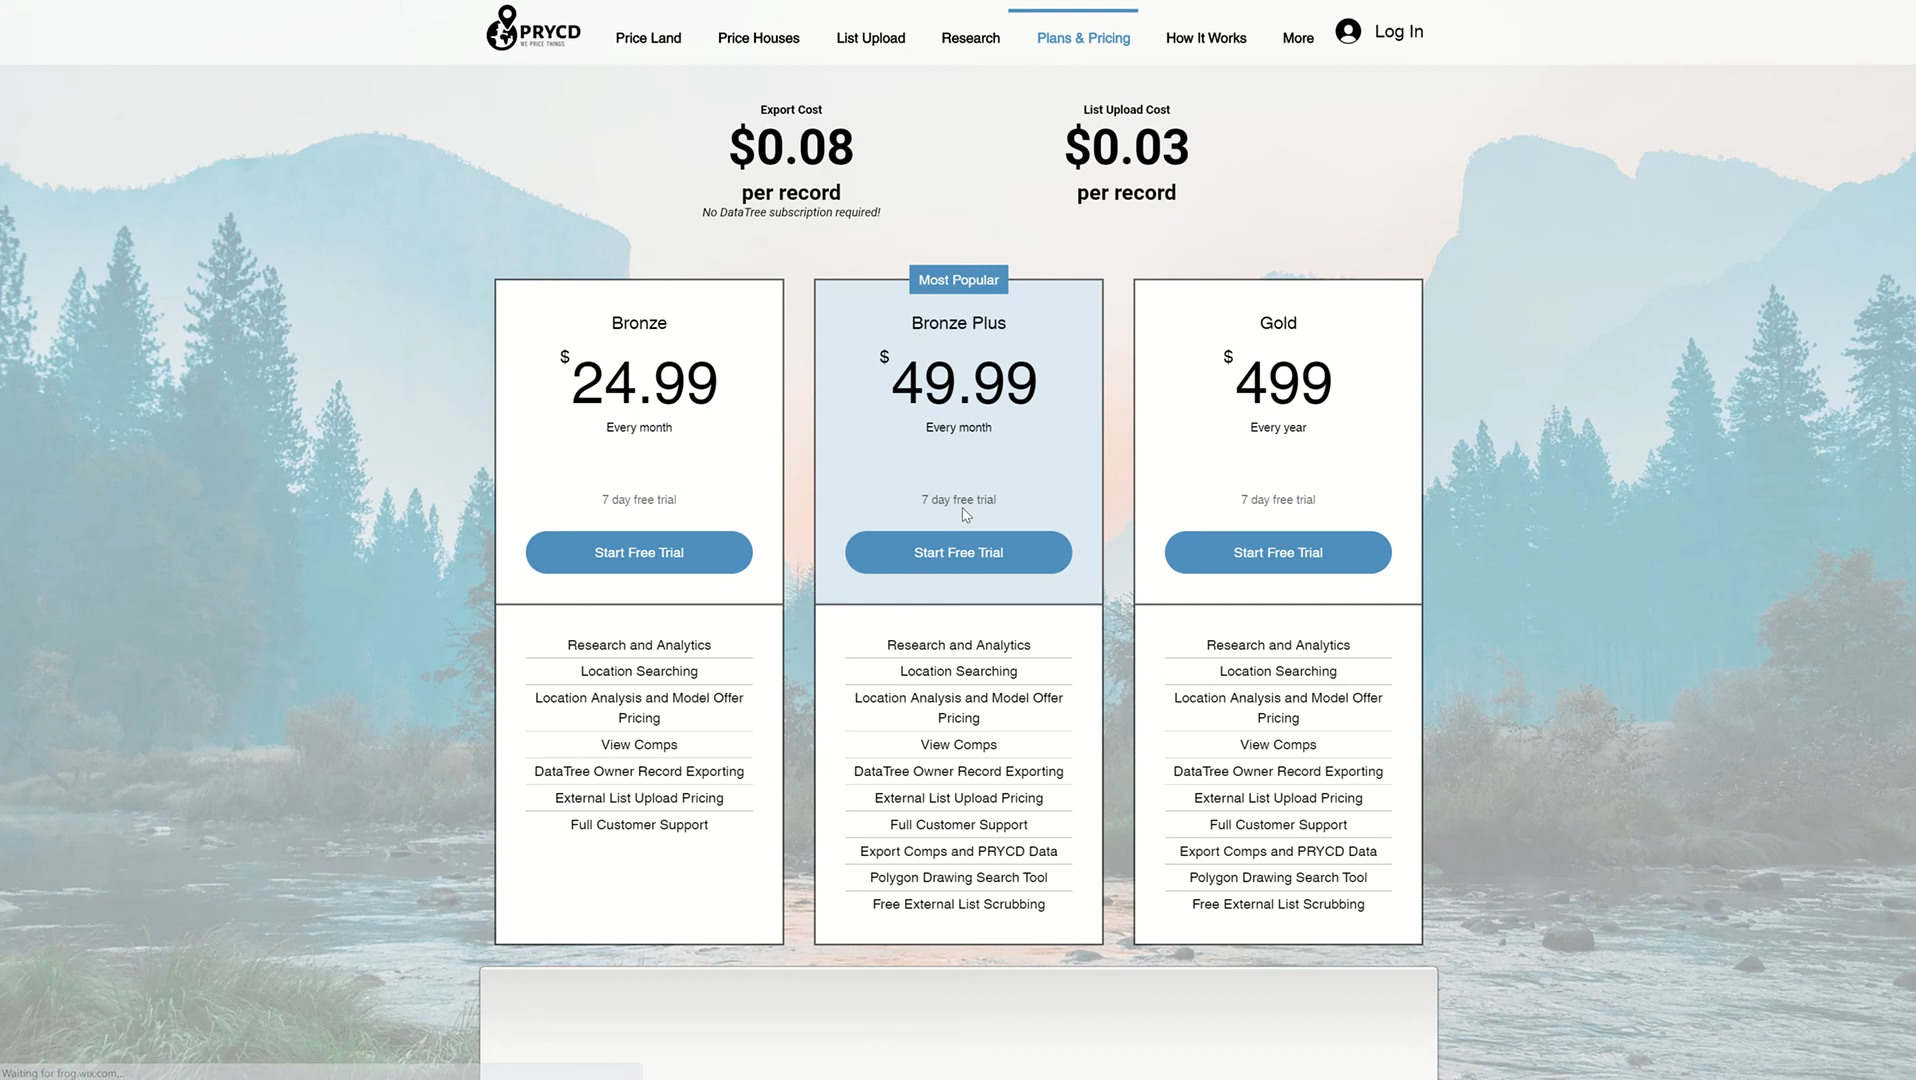 PRYCD
WE PRICE THINGS
Price Land
Price Houses
List Upload
Research
Plans & Pricing
How It Works
More
Log In
Export Cost
$0.08
per record
No DataTree subscription required!
List Upload Cost
$0.03
per record
Bronze
$24.99
Every month
7 day free trial
Start Free Trial
Research and Analytics
Location Searching
Location Analysis and Model Offer
Pricing
View Comps
DataTree Owner Record Exporting
External List Upload Pricing
Full Customer Support
Most Popular
Bronze Plus
$49.99
Every month
7 day free trial
Start Free Trial
Research and Analytics
Location Searching
Location Analysis and Model Offer
Pricing
View Comps
DataTree Owner Record Exporting
External List Upload Pricing
Full Customer Support
Export Comps and PRYCD Data
Polygon Drawing Search Tool
Free External List Scrubbing
Gold
$499
Every year
7 day free trial
Start Free Trial
Research and Analytics
Location Searching
Location Analysis and Model Offer
Pricing
View Comps
DataTree Owner Record Exporting
External List Upload Pricing
Full Customer Support
Export Comps and PRYCD Data
Polygon Drawing Search Tool
Free External List Scrubbing
Waiting for frog.wix.com...